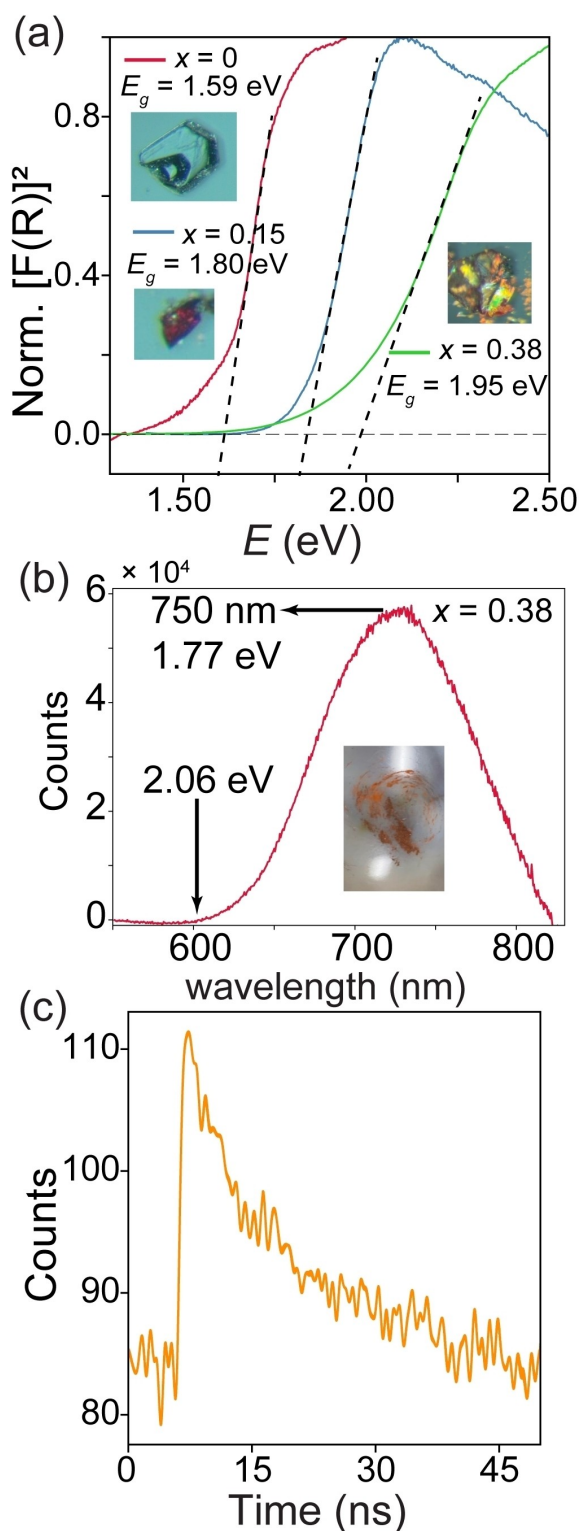 (a)
x = 0
E_g = 1.59 eV
x = 0.15
E_g = 1.80 eV
x = 0.38
E_g = 1.95 eV
Norm. [F(R)]²
0.8
0.4
0.0
1.50 2.00 2.50
E (eV)
(b)
× 10⁴
6
4
2
0
Counts
750 nm
1.77 eV
x = 0.38
2.06 eV
600 700 800
wavelength (nm)
(c)
110
100
90
80
Counts
0 15 30 45
Time (ns)